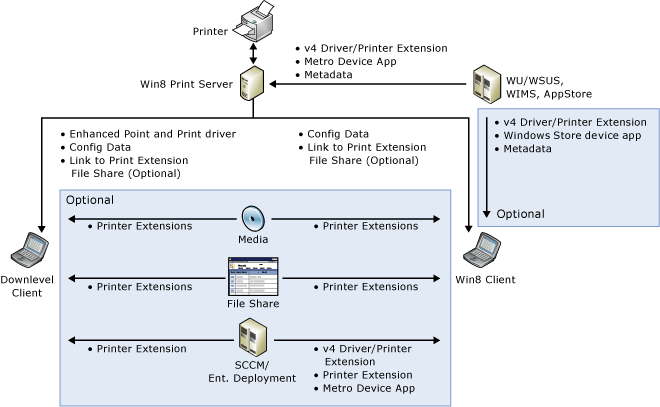 Printer
• v4 Driver/Printer Extension
• Metro Device App
• Metadata
Win8 Print Server
WU/WSUS,
WIMS, AppStore
• Enhanced Point and Print driver
• Config Data
• Link to Print Extension
File Share (Optional)
• Config Data
• Link to Print Extension
File Share (Optional)
• v4 Driver/Printer Extension
• Windows Store device app
• Metadata
Optional
Optional
• Printer Extensions
• Printer Extensions
Media
Downlevel
Client
Win8 Client
• Printer Extensions
• Printer Extensions
File Share
• Printer Extension
SCCM/
Ent. Deployment
• v4 Driver/Printer
Extension
• Printer Extension
• Metro Device App